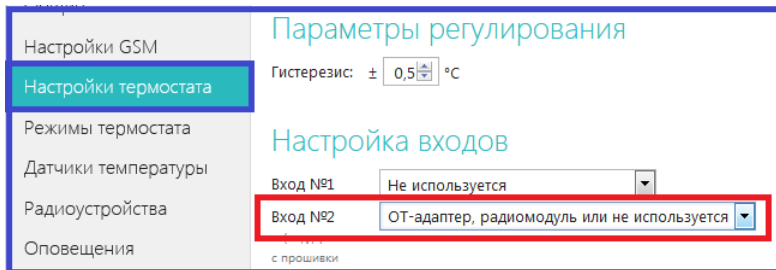 Настройки GSM
Настройки термостата
Режимы термостата
Датчики температуры
Радиоустройства
Оповещения
Параметры регулирования
Гистерезис: ± 0,5 °C
Настройка входов
Вход №1 Не используется
Вход №2 ОТ-адаптер, радиомодуль или не используется
с прошивки